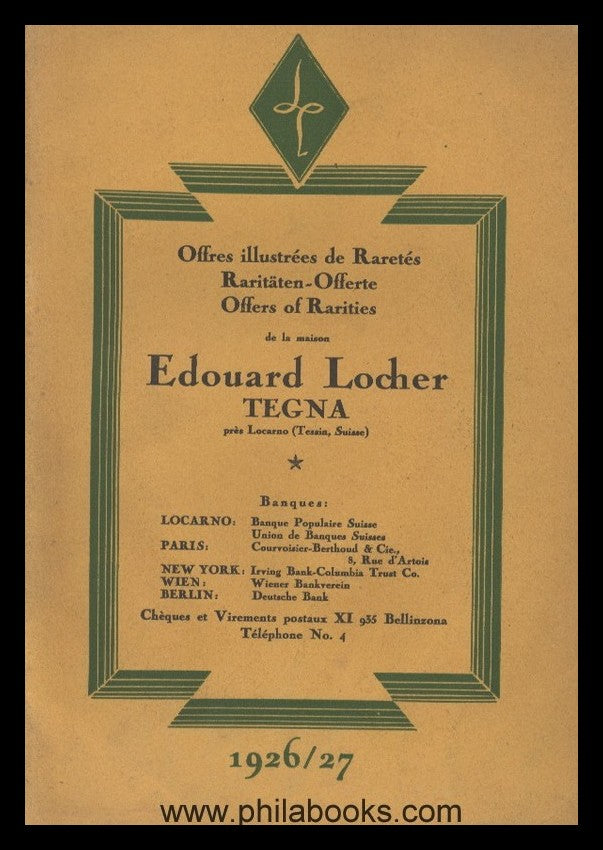 Offres illustrées de Raretés
Raritäten-Offerte
Offers of Rarities
de la maison
Edouard Locher
TEGNA
près Locarno (Tessin, Suisse)
Banques:
LOCARNO: Banque Populaire Suisse
Union de Banques Suisses
PARIS: Courvoisier-Berthoud & Cie.,
8, Rue d'Artois
NEW YORK: Irving Bank-Columbia Trust Co.
WIEN: Wiener Bankverein
BERLIN: Deutsche Bank
Chèques et Virements postaux XI 935 Bellinzona
Téléphone No. 4
1926/27
www.philabooks.com